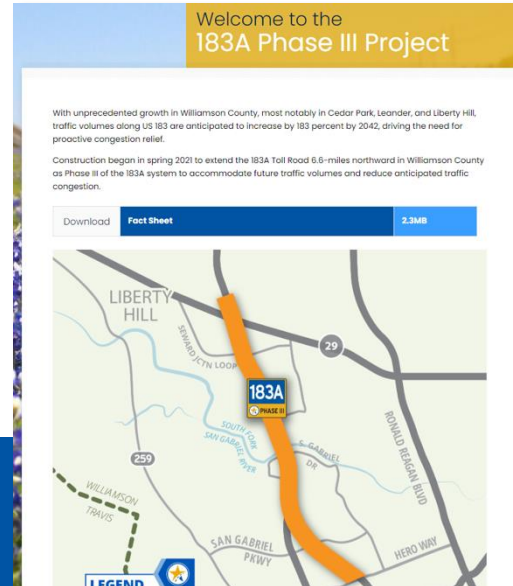 Welcome to the
183A Phase III Project
With unprecedented growth in Williamson County, most notably in Cedar Park, Leander, and Liberty Hill,
traffic volumes along US 183 are anticipated to increase by 183 percent by 2042, driving the need for
proactive congestion relief.
Construction began in spring 2021 to extend the 183A Toll Road 6.6-miles northward in Williamson County
as Phase III of the 183A system to accommodate future traffic volumes and reduce anticipated traffic
congestion.
Download Fact Sheet 2.3MB
LIBERTY
HILL
SEWARD JCTN LOOP
29
183A
PHASE III
SOUTH FORK
SAN GABRIEL
RIVER
S. GABRIEL
DR
RONALD REAGAN BLVD
259
WILLIAMSON
TRAVIS
SAN GABRIEL
PKWY
HERO WAY
LEGEND